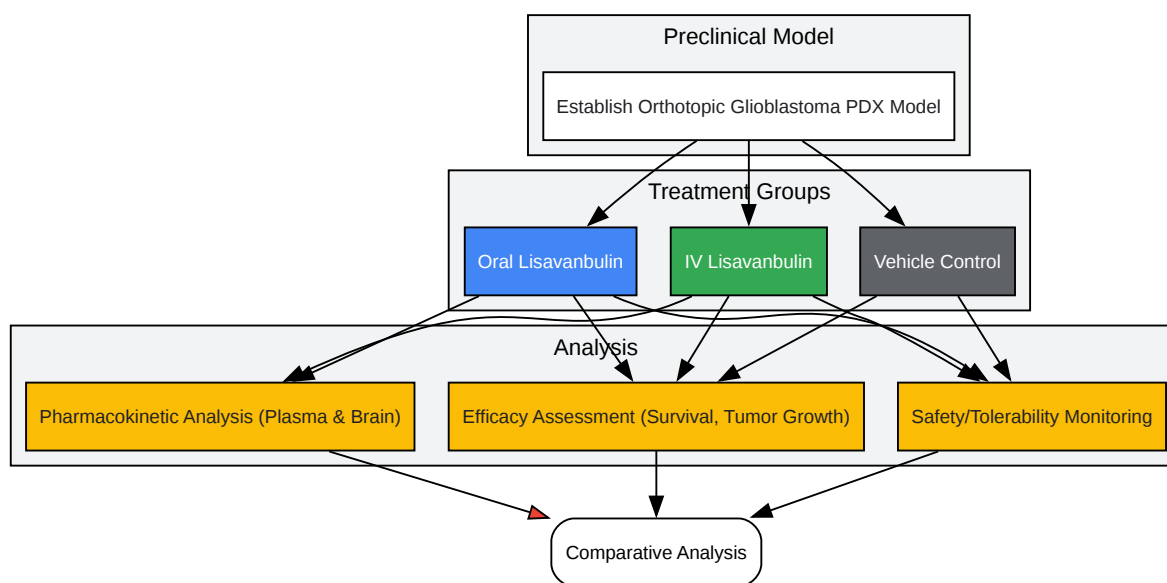 Preclinical Model
Establish Orthotopic Glioblastoma PDX Model
Treatment Groups
Oral Lisavanbulin
IV Lisavanbulin
Vehicle Control
Analysis
Pharmacokinetic Analysis (Plasma & Brain)
Efficacy Assessment (Survival, Tumor Growth)
Safety/Tolerability Monitoring
Comparative Analysis